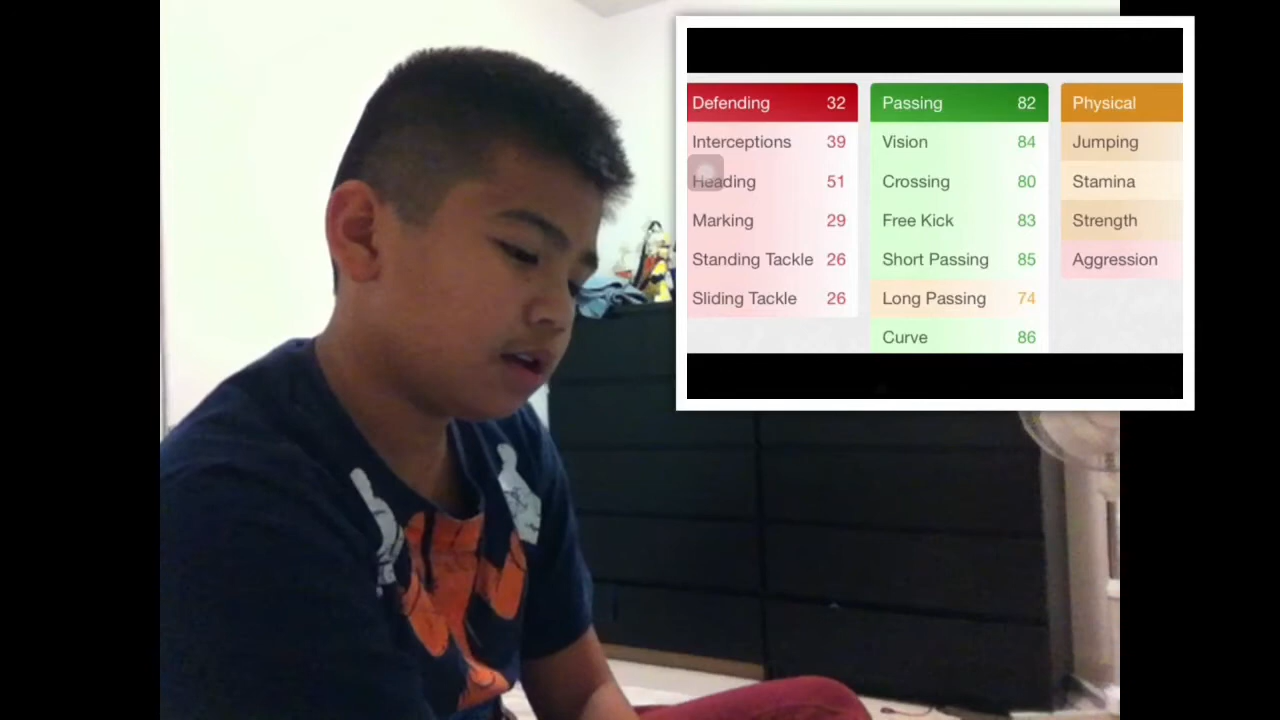 Defending 32
Interceptions 39
Heading 51
Marking 29
Standing Tackle 26
Sliding Tackle 26
Passing 82
Vision 84
Crossing 80
Free Kick 83
Short Passing 85
Long Passing 74
Curve 86
Physical
Jumping
Stamina
Strength
Aggression